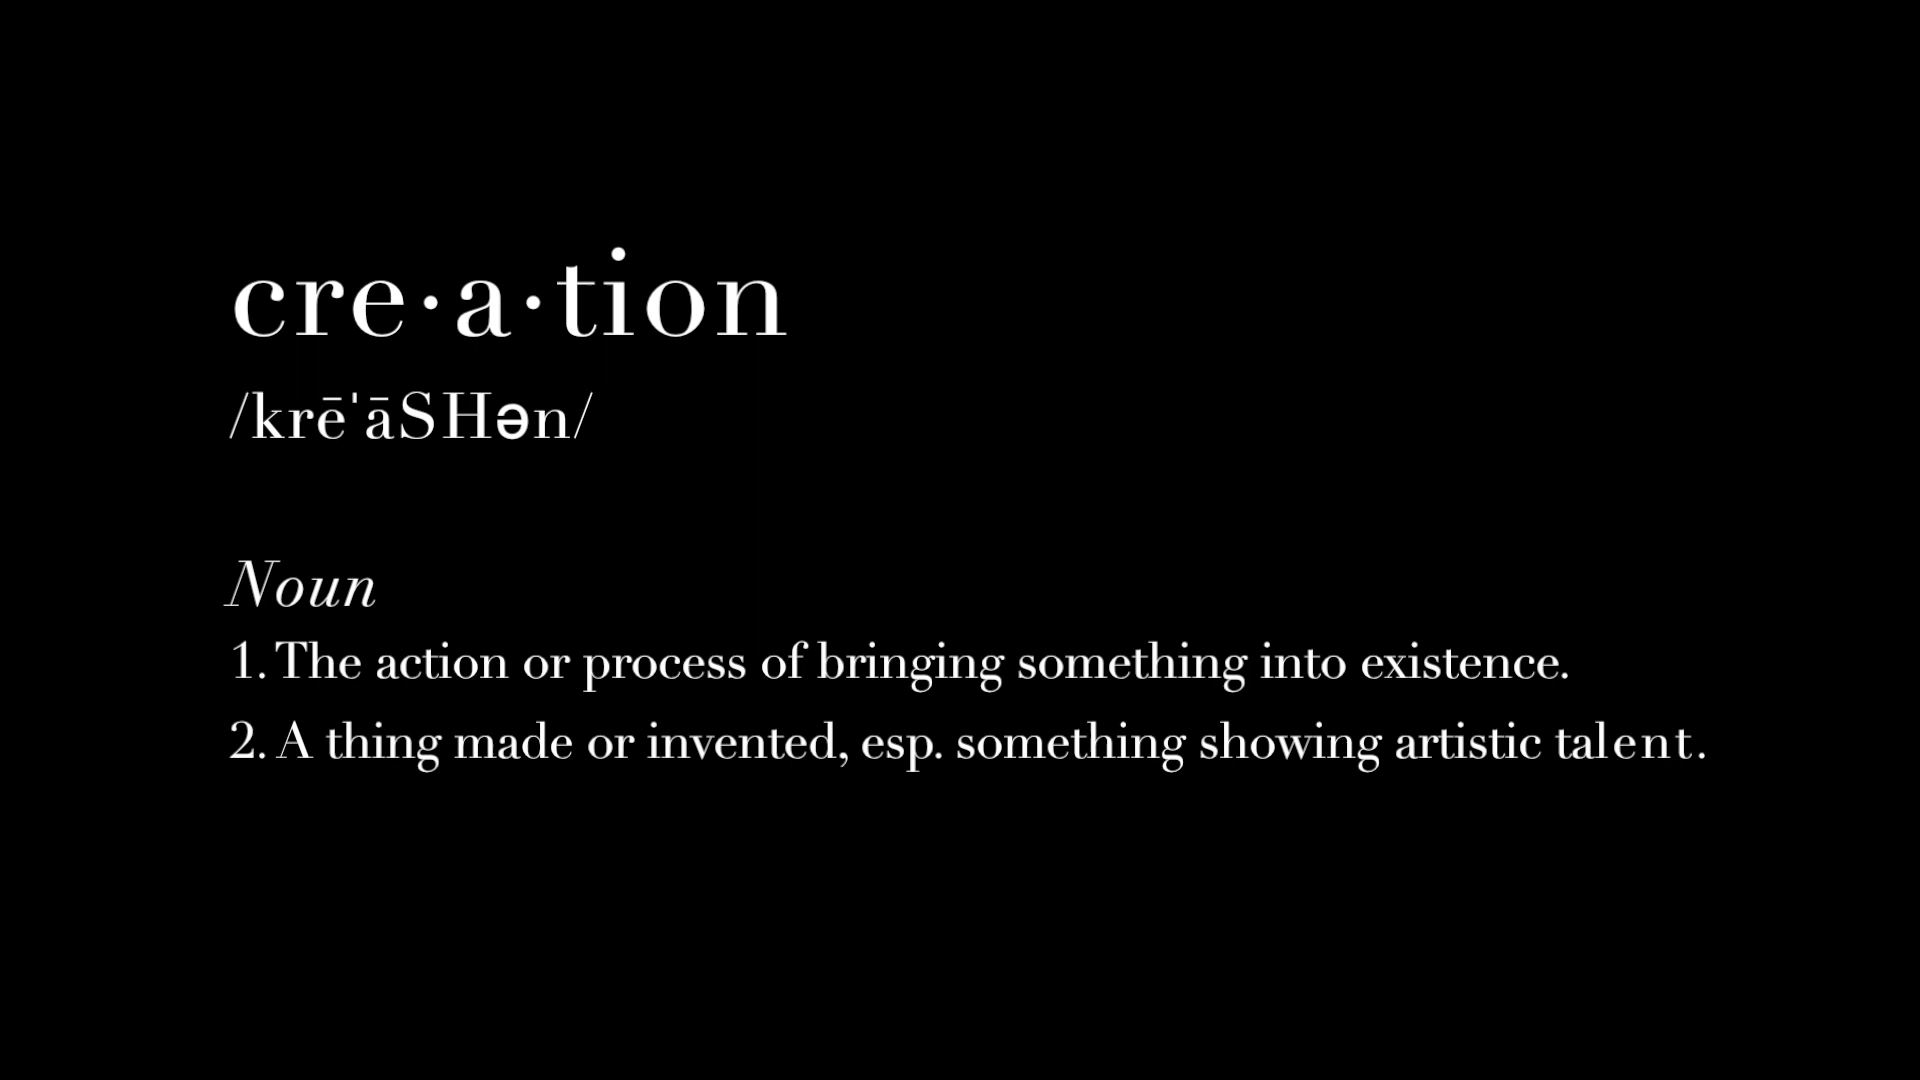 cre·a·tion
/krēˈāSHən/
Noun
1. The action or process of bringing something into existence.
2. A thing made or invented, esp. something showing artistic talent.